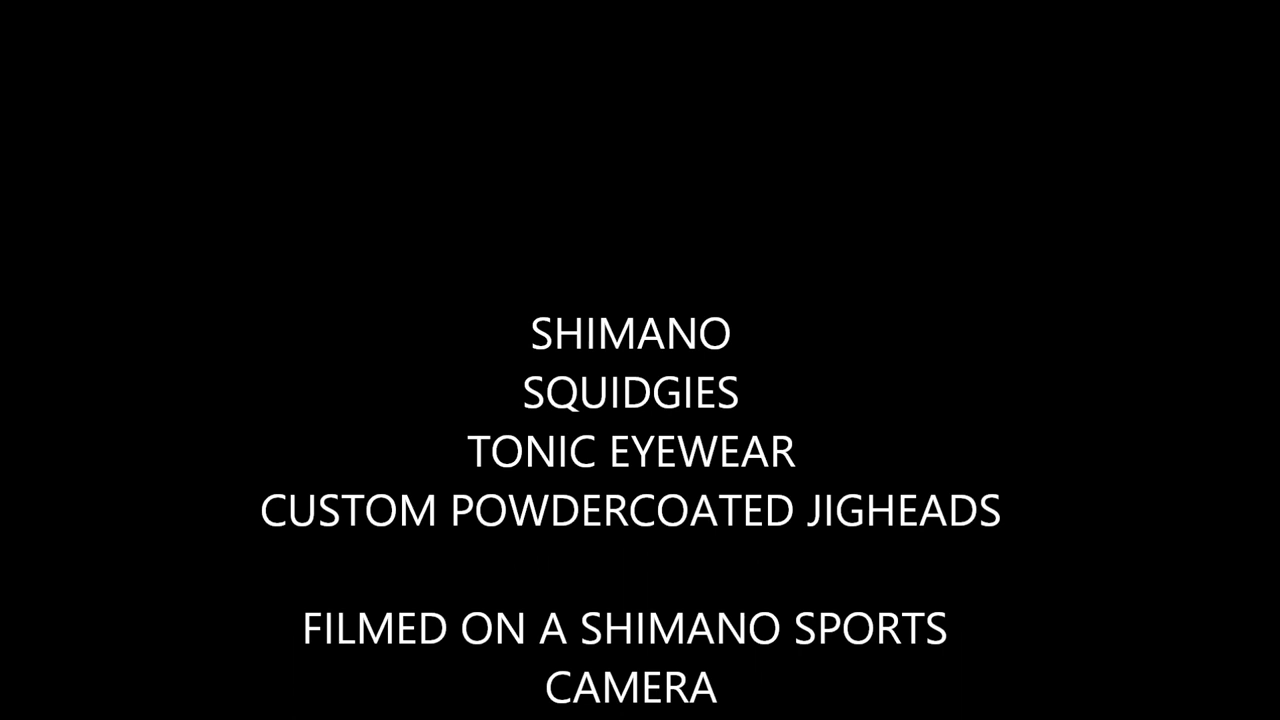 SHIMANO
SQUIDGIES
TONIC EYEWEAR
CUSTOM POWDERCOATED JIGHEADS
FILMED ON A SHIMANO SPORTS
CAMERA